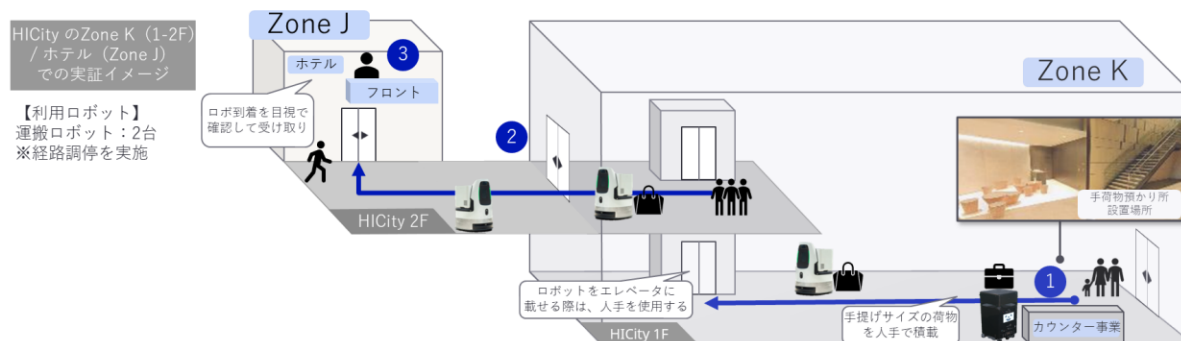 HICity のZone K（1-2F）
/ ホテル（Zone J）
での実証イメージ
【利用ロボット】
運搬ロボット：2台
※経路調停を実施
Zone J
ホテル
3
フロント
ロボ到着を目視で
確認して受け取り
2
HICity 2F
Zone K
手荷物預かり所
設置場所
ロボットをエレベータに
載せる際は、人手を使用する
1
手提げサイズの荷物
を人手で積載
カウンター事業
HICity 1F